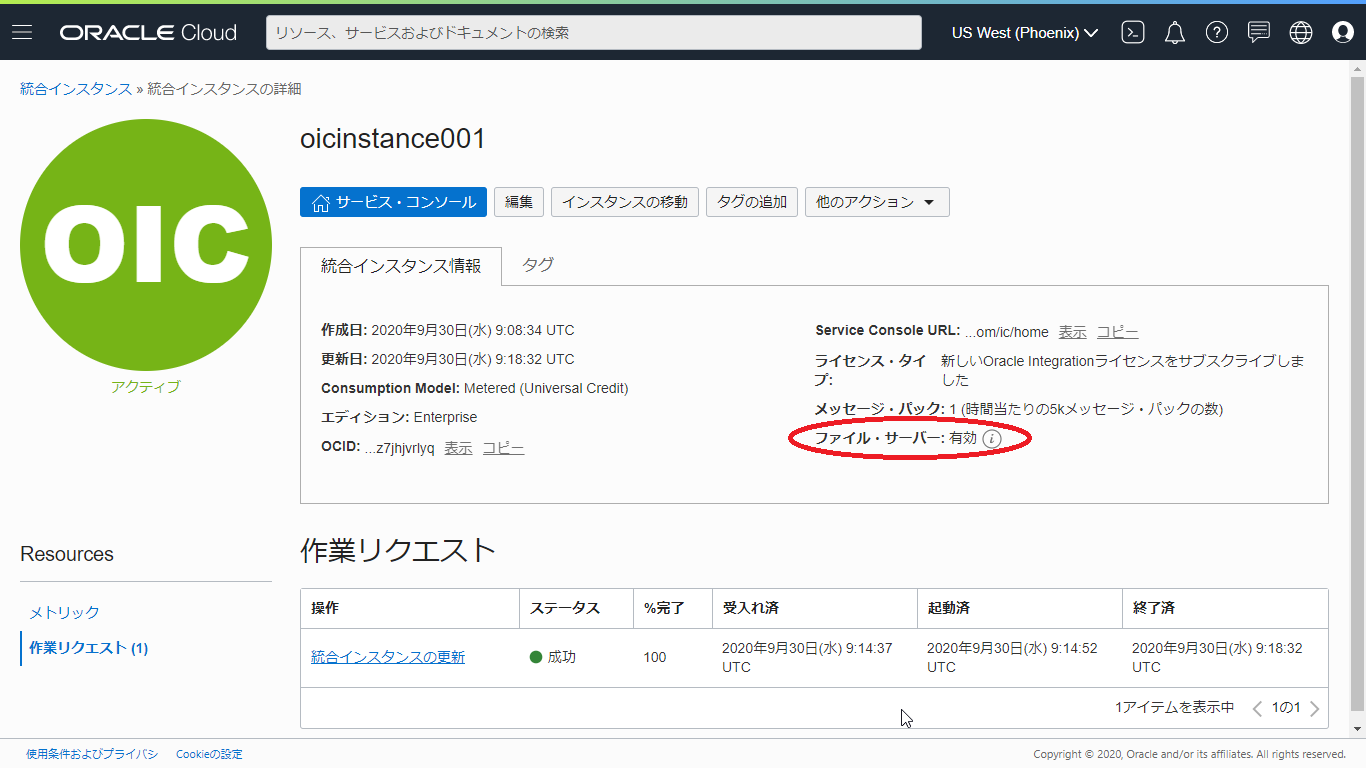 ORACLE Cloud
リソース、サービスおよびドキュメントの検索
US West (Phoenix)
統合インスタンス » 統合インスタンスの詳細
OIC
アクティブ
oicinstance001
サービス・コンソール
編集
インスタンスの移動
タグの追加
他のアクション
統合インスタンス情報
タグ
作成日: 2020年9月30日(水) 9:08:34 UTC
更新日: 2020年9月30日(水) 9:18:32 UTC
Consumption Model: Metered (Universal Credit)
エディション: Enterprise
OCID: ...z7jhjvrlyq 表示 コピー
Service Console URL: ...om/ic/home 表示 コピー
ライセンス・タイ
プ:
新しいOracle Integrationライセンスをサブスクライブしま
した
メッセージ・パック: 1 (時間当たりの5kメッセージ・パックの数)
ファイル・サーバー: 有効 i
Resources
メトリック
作業リクエスト (1)
作業リクエスト
操作 ステータス %完了 受入れ済 起動済 終了済
統合インスタンスの更新 成功 100
2020年9月30日(水) 9:14:37
UTC
2020年9月30日(水) 9:14:52
UTC
2020年9月30日(水) 9:18:32
UTC
1アイテムを表示中 1の1
使用条件およびプライバシ Cookieの設定
Copyright © 2020, Oracle and/or its affiliates. All rights reserved.